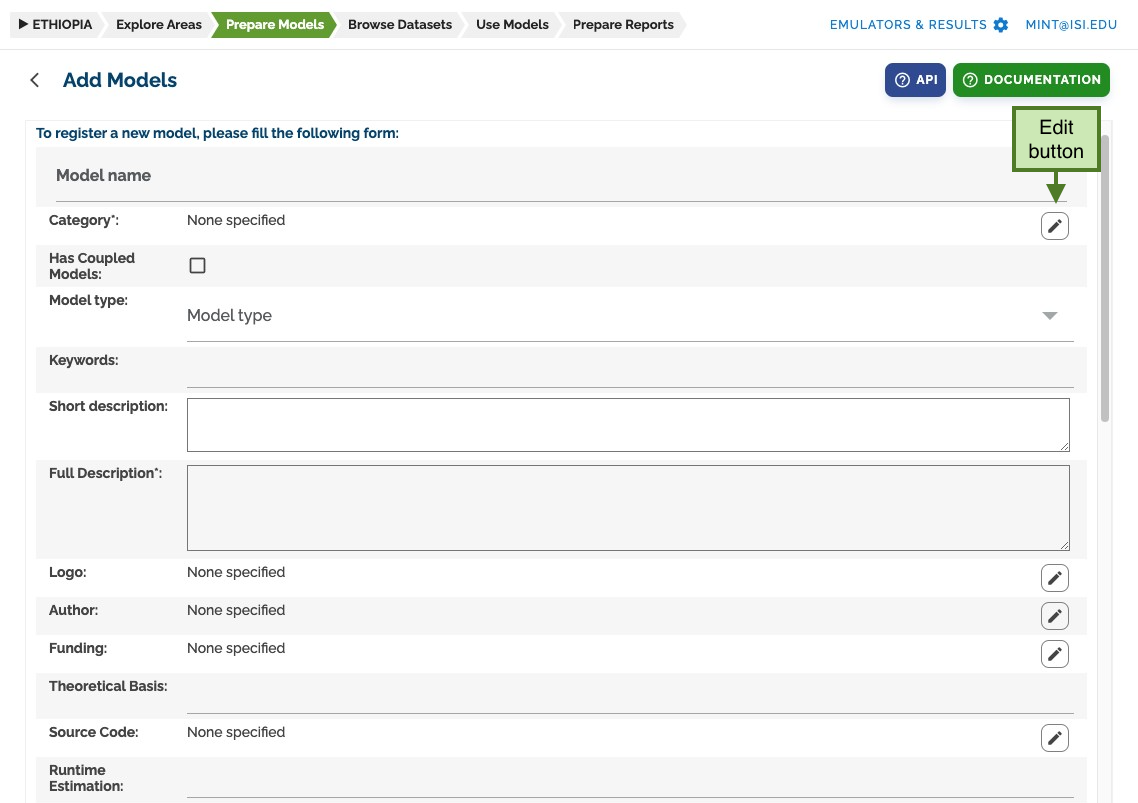 ETHIOPIA Explore Areas Prepare Models Browse Datasets Use Models Prepare Reports EMULATORS & RESULTS MINT@ISI.EDU
Add Models API DOCUMENTATION
To register a new model, please fill the following form:
Edit
button
Model name
Category*: None specified
Has Coupled
Models:
Model type:
Model type
Keywords:
Short description:
Full Description*:
Logo: None specified
Author: None specified
Funding: None specified
Theoretical Basis:
Source Code: None specified
Runtime
Estimation: